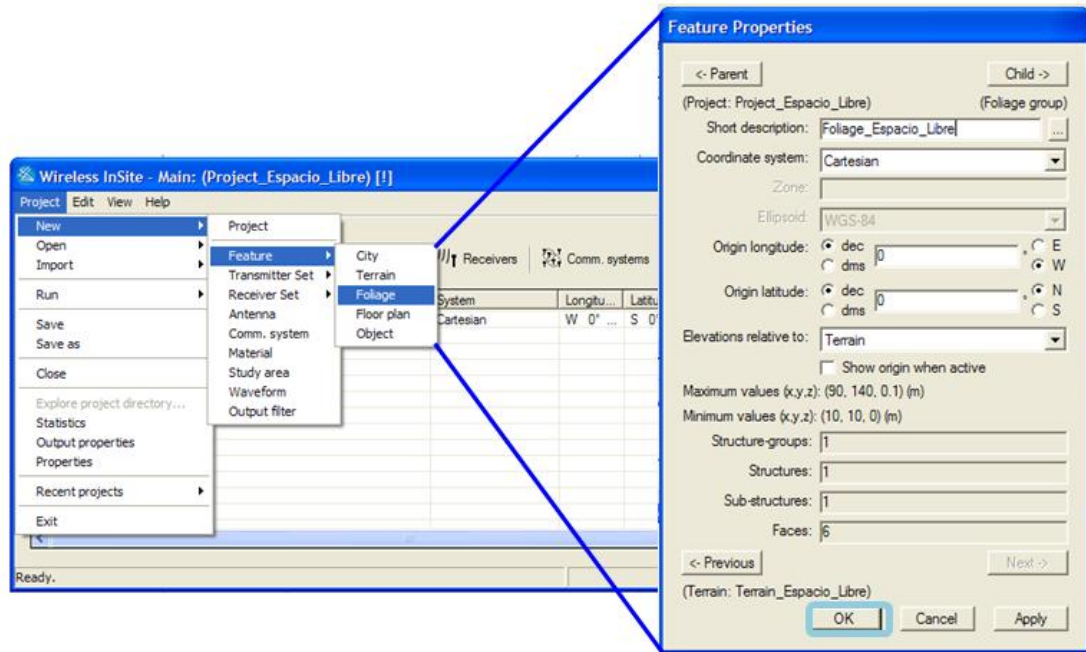 Wireless InSite - Main: (Project_Espacio_Libre) [!]
Project Edit View Help
New
Open
Import
Run
Save
Save as
Close
Explore project directory...
Statistics
Output properties
Properties
Recent projects
Exit
Project
Feature
Transmitter Set
Receiver Set
Antenna
Comm. system
Material
Study area
Waveform
Output filter
City
Terrain
Foliage
Floor plan
Object
Receivers Comm. systems
System Longitu... Latitu
Cartesian W 0° ... S 0°
Ready.
Feature Properties
<- Parent Child ->
(Project: Project_Espacio_Libre) (Foliage group)
Short description: Foliage_Espacio_Libre ...
Coordinate system: Cartesian
Zone:
Ellipsoid: WGS-84
Origin longitude: dec 0 ° E
dms W
Origin latitude: dec 0 ° N
dms S
Elevations relative to: Terrain
Show origin when active
Maximum values (x,y,z): (90, 140, 0.1) (m)
Minimum values (x,y,z): (10, 10, 0) (m)
Structure-groups: 1
Structures: 1
Sub-structures: 1
Faces: 6
<- Previous Next ->
(Terrain: Terrain_Espacio_Libre)
OK Cancel Apply